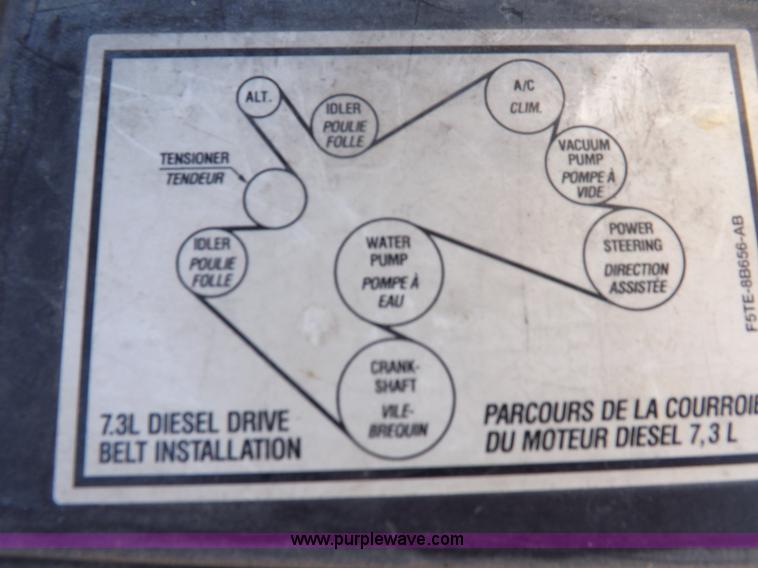 ALT.
IDLER
POULIE
FOLLE
A/C
CLIM.
TENSIONER
TENDEUR
VACUUM
PUMP
POMPE À
VIDE
IDLER
POULIE
FOLLE
WATER
PUMP
POMPE À
EAU
POWER
STEERING
DIRECTION
ASSISTÉE
F5TE-8B656-AB
CRANK-
SHAFT
VILE-
BREQUIN
7.3L DIESEL DRIVE
BELT INSTALLATION
PARCOURS DE LA COURROIE
DU MOTEUR DIESEL 7,3 L
www.purplewave.com